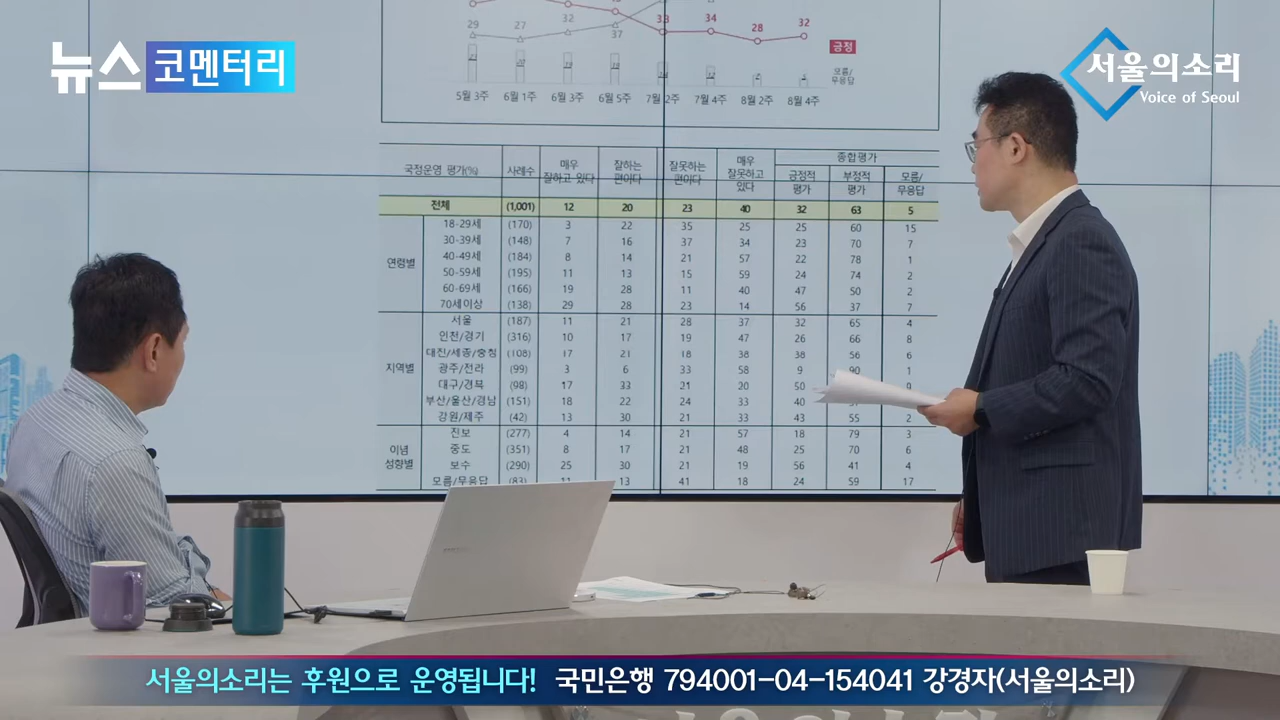 뉴스 코멘터리
서울의소리
Voice of Seoul
29 27 32 37 33 34 28 32
긍정
모름/
무응답
5월 3주 6월 1주 6월 3주 6월 5주 7월 2주 7월 4주 8월 2주 8월 4주
국정운영 평가(%) 사례수 매우 잘하고 있다 잘하는 편이다 잘못하는 편이다 매우 잘못하고 있다 종합평가 긍정적 평가 부정적 평가 모름/무응답
전체 (1,001) 12 20 23 40 32 63 5
연령별
18-29세 (170) 3 22 35 25 25 60 15
30-39세 (148) 7 16 37 34 23 70 7
40-49세 (184) 8 14 21 57 22 78 1
50-59세 (195) 11 13 15 59 24 74 2
60-69세 (166) 19 28 11 40 47 50 2
70세이상 (138) 29 28 23 14 56 37 7
지역별
서울 (187) 11 21 28 37 32 65 4
인천/경기 (316) 10 17 19 47 26 66 8
대전/세종/충청 (108) 17 21 18 38 38 56 6
광주/전라 (99) 3 6 33 58 9 90 1
대구/경북 (98) 17 33 21 20 50
부산/울산/경남 (151) 18 22 24 33 40 2
강원/제주 (42) 13 30 21 33 43 55 2
이념
성향별
진보 (277) 4 14 21 57 18 79 3
중도 (351) 8 17 21 48 25 70 6
보수 (290) 25 30 21 19 56 41 4
모름/무응답 (83) 11 13 41 18 24 59 17
서울의소리는 후원으로 운영됩니다! 국민은행 794001-04-154041 강경자(서울의소리)